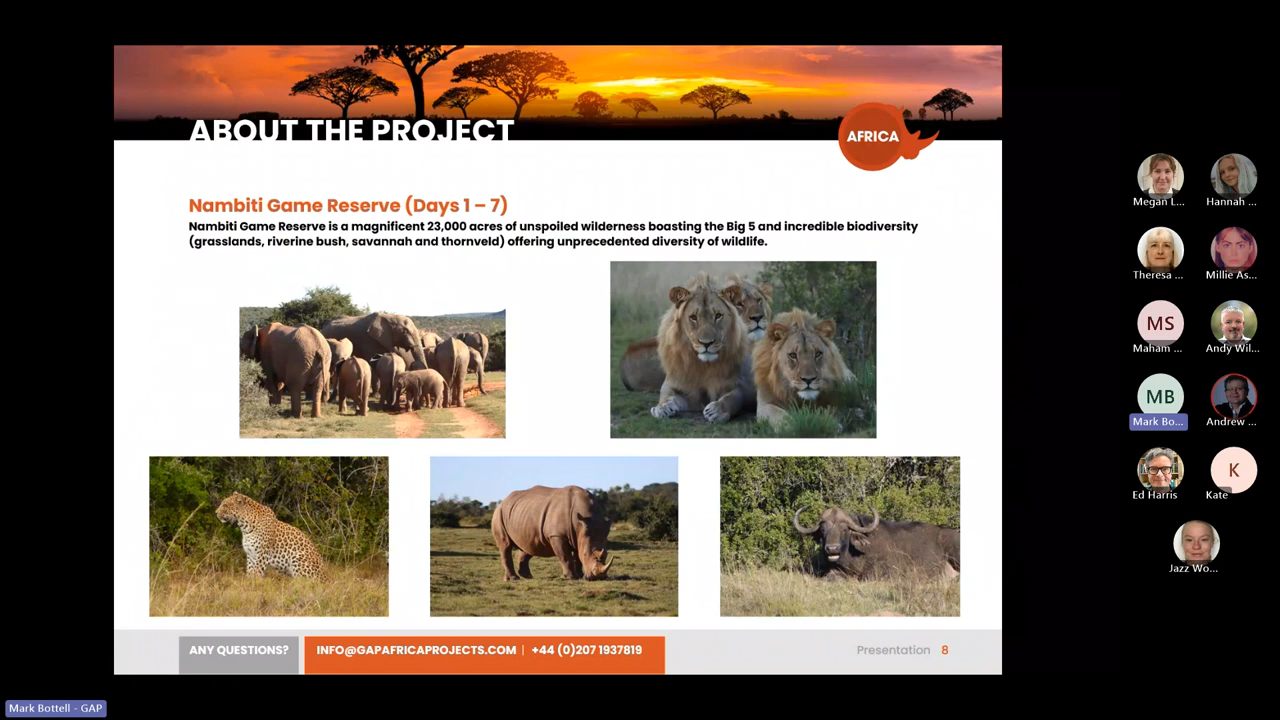 ABOUT THE PROJECT
AFRICA
Nambiti Game Reserve (Days 1 – 7)
Nambiti Game Reserve is a magnificent 23,000 acres of unspoiled wilderness boasting the Big 5 and incredible biodiversity
(grasslands, riverine bush, savannah and thornveld) offering unprecedented diversity of wildlife.
ANY QUESTIONS?
INFO@GAPAFRICAPROJECTS.COM | +44 (0)207 1937819
Presentation 8
Megan L...
Hannah ...
Theresa ...
Millie As...
MS
Maham ...
Andy Wil...
MB
Mark Bo...
Andrew ...
Ed Harris
K
Kate
Jazz Wo...
Mark Bottell - GAP